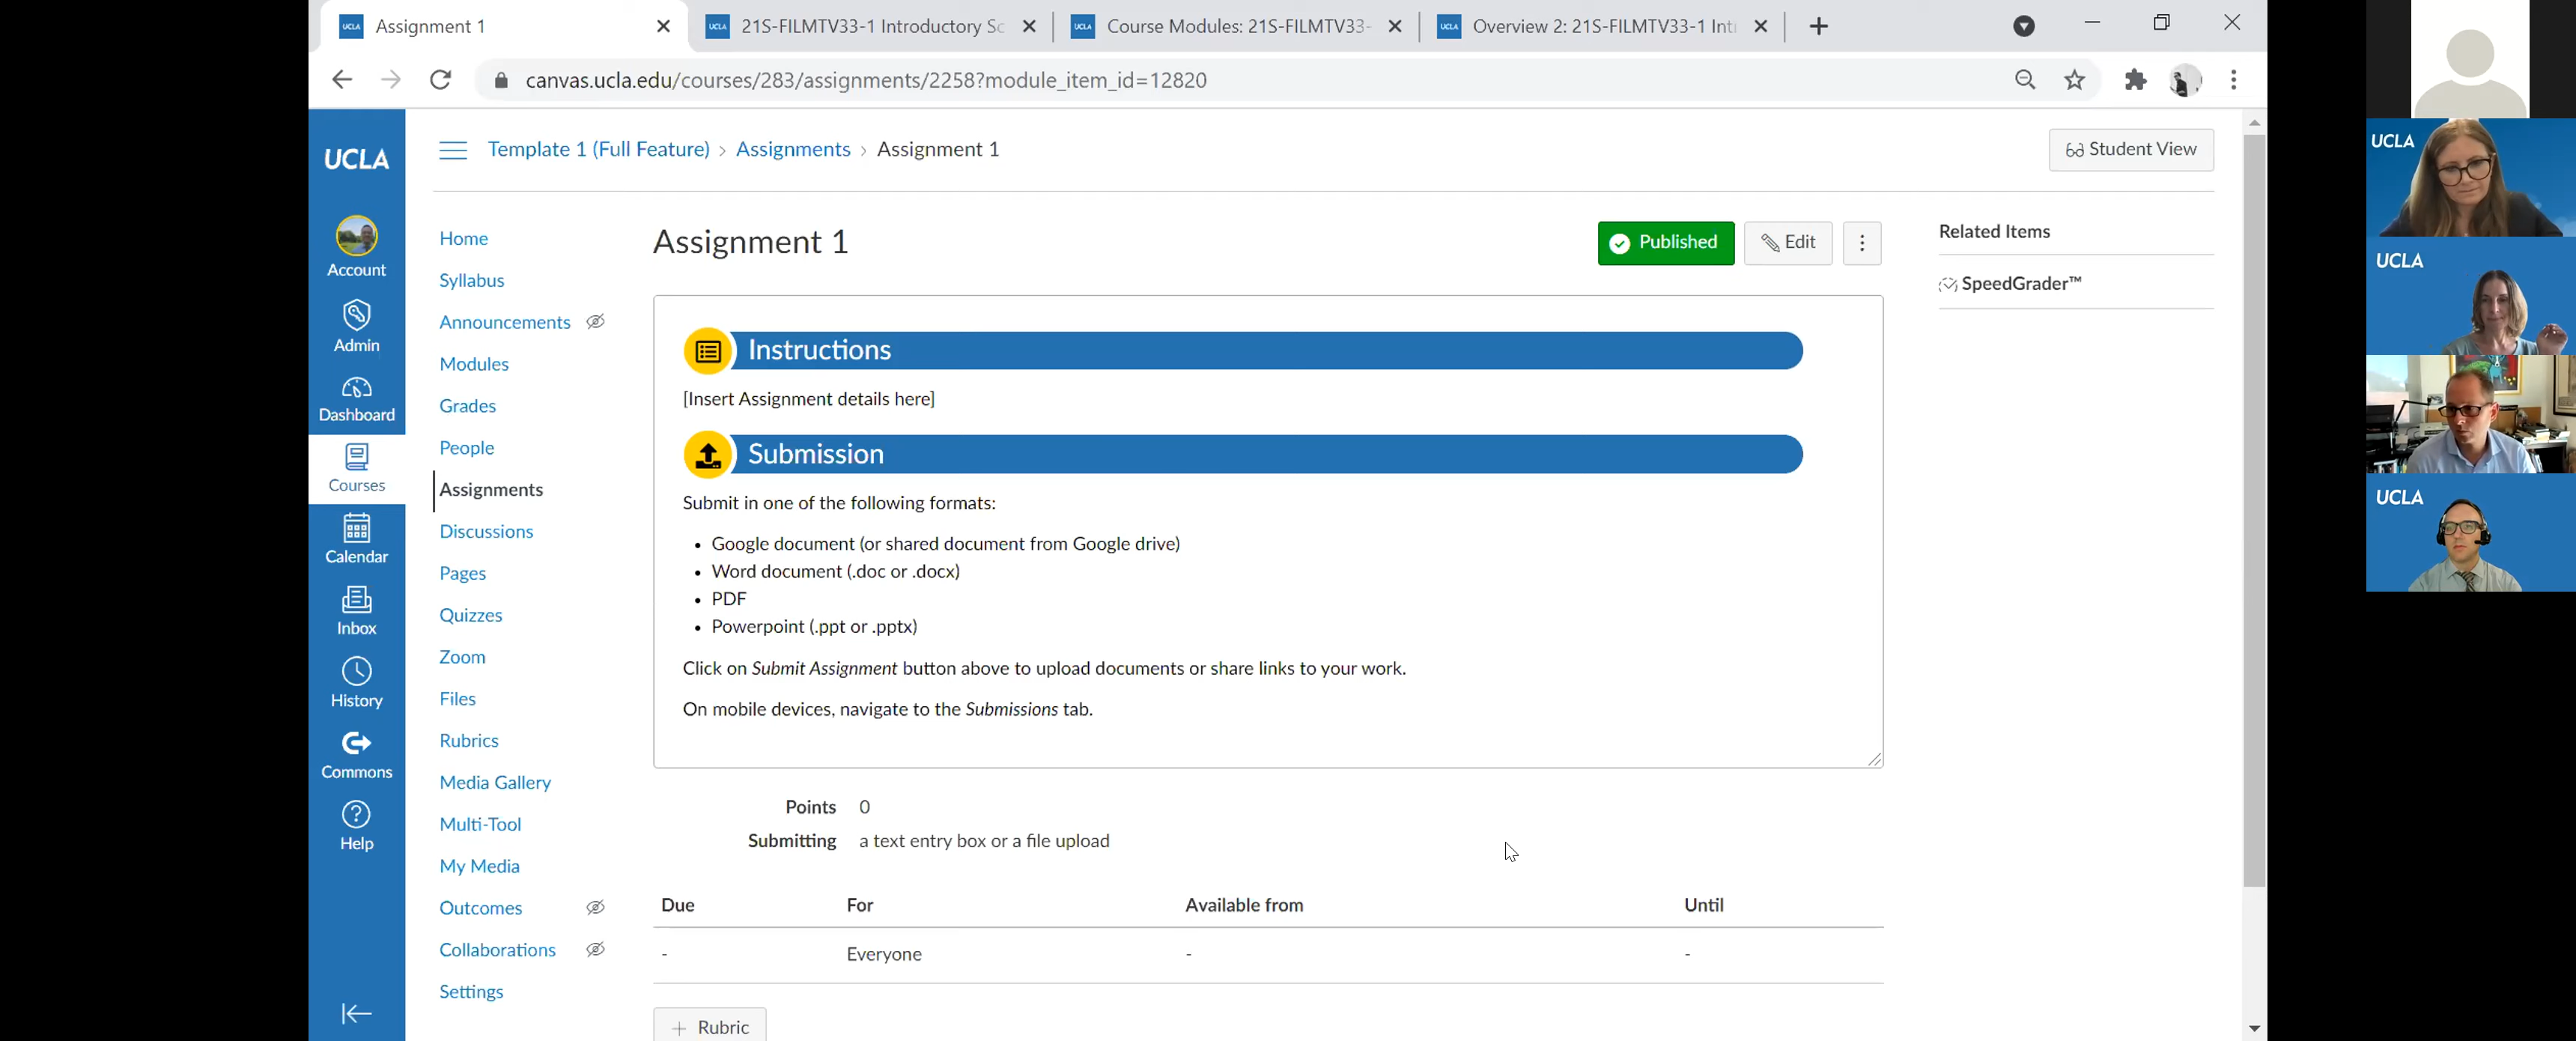 Assignment 1
21S-FILMTV33-1 Introductory Sc
Course Modules: 21S-FILMTV33-
Overview 2: 21S-FILMTV33-1 Int
canvas.ucla.edu/courses/283/assignments/2258?module_item_id=12820
UCLA
Account
Admin
Dashboard
Courses
Calendar
Inbox
History
Commons
Help
Template 1 (Full Feature) › Assignments › Assignment 1
Student View
Home
Syllabus
Announcements
Modules
Grades
People
Assignments
Discussions
Pages
Quizzes
Zoom
Files
Rubrics
Media Gallery
Multi-Tool
My Media
Outcomes
Collaborations
Settings
Assignment 1
Published
Edit
Instructions
[Insert Assignment details here]
Submission
Submit in one of the following formats:
• Google document (or shared document from Google drive)
• Word document (.doc or .docx)
• PDF
• Powerpoint (.ppt or .pptx)
Click on Submit Assignment button above to upload documents or share links to your work.
On mobile devices, navigate to the Submissions tab.
Points 0
Submitting a text entry box or a file upload
Due For Available from Until
- Everyone - -
+ Rubric
Related Items
SpeedGrader™
UCLA
UCLA
UCLA